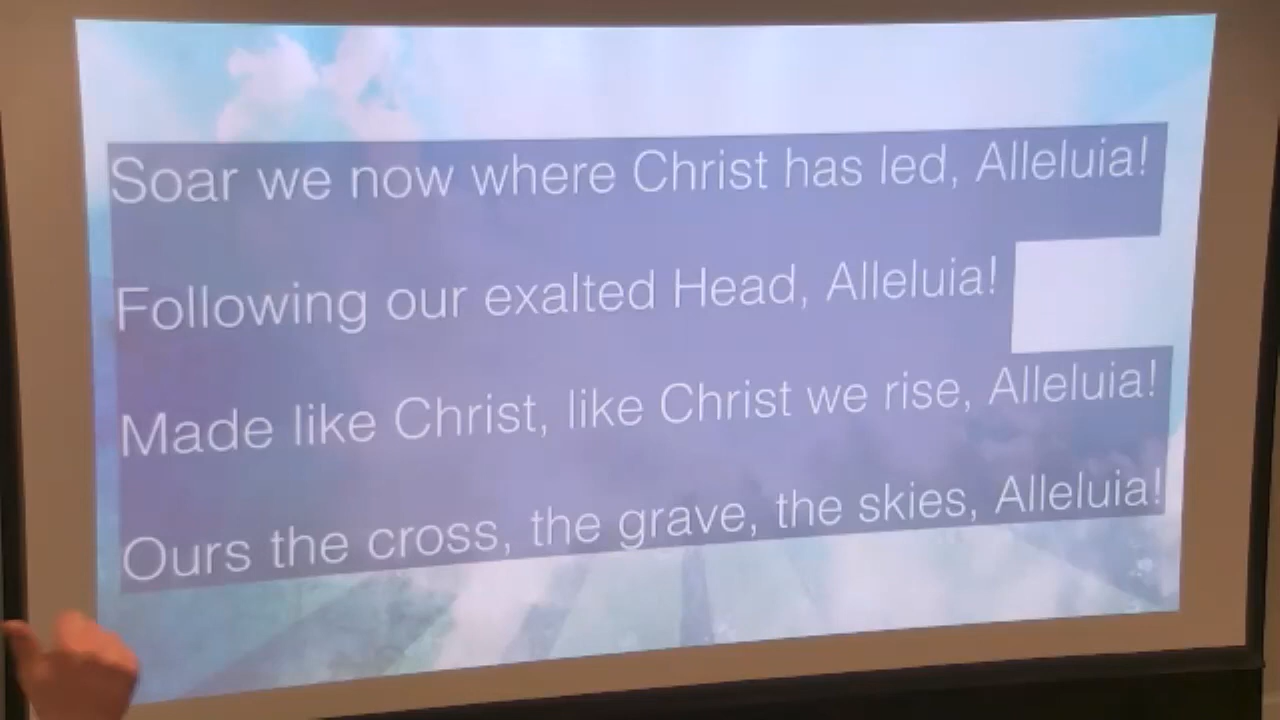 Soar we now where Christ has led, Alleluia!
Following our exalted Head, Alleluia!
Made like Christ, like Christ we rise, Alleluia!
Ours the cross, the grave, the skies, Alleluia!